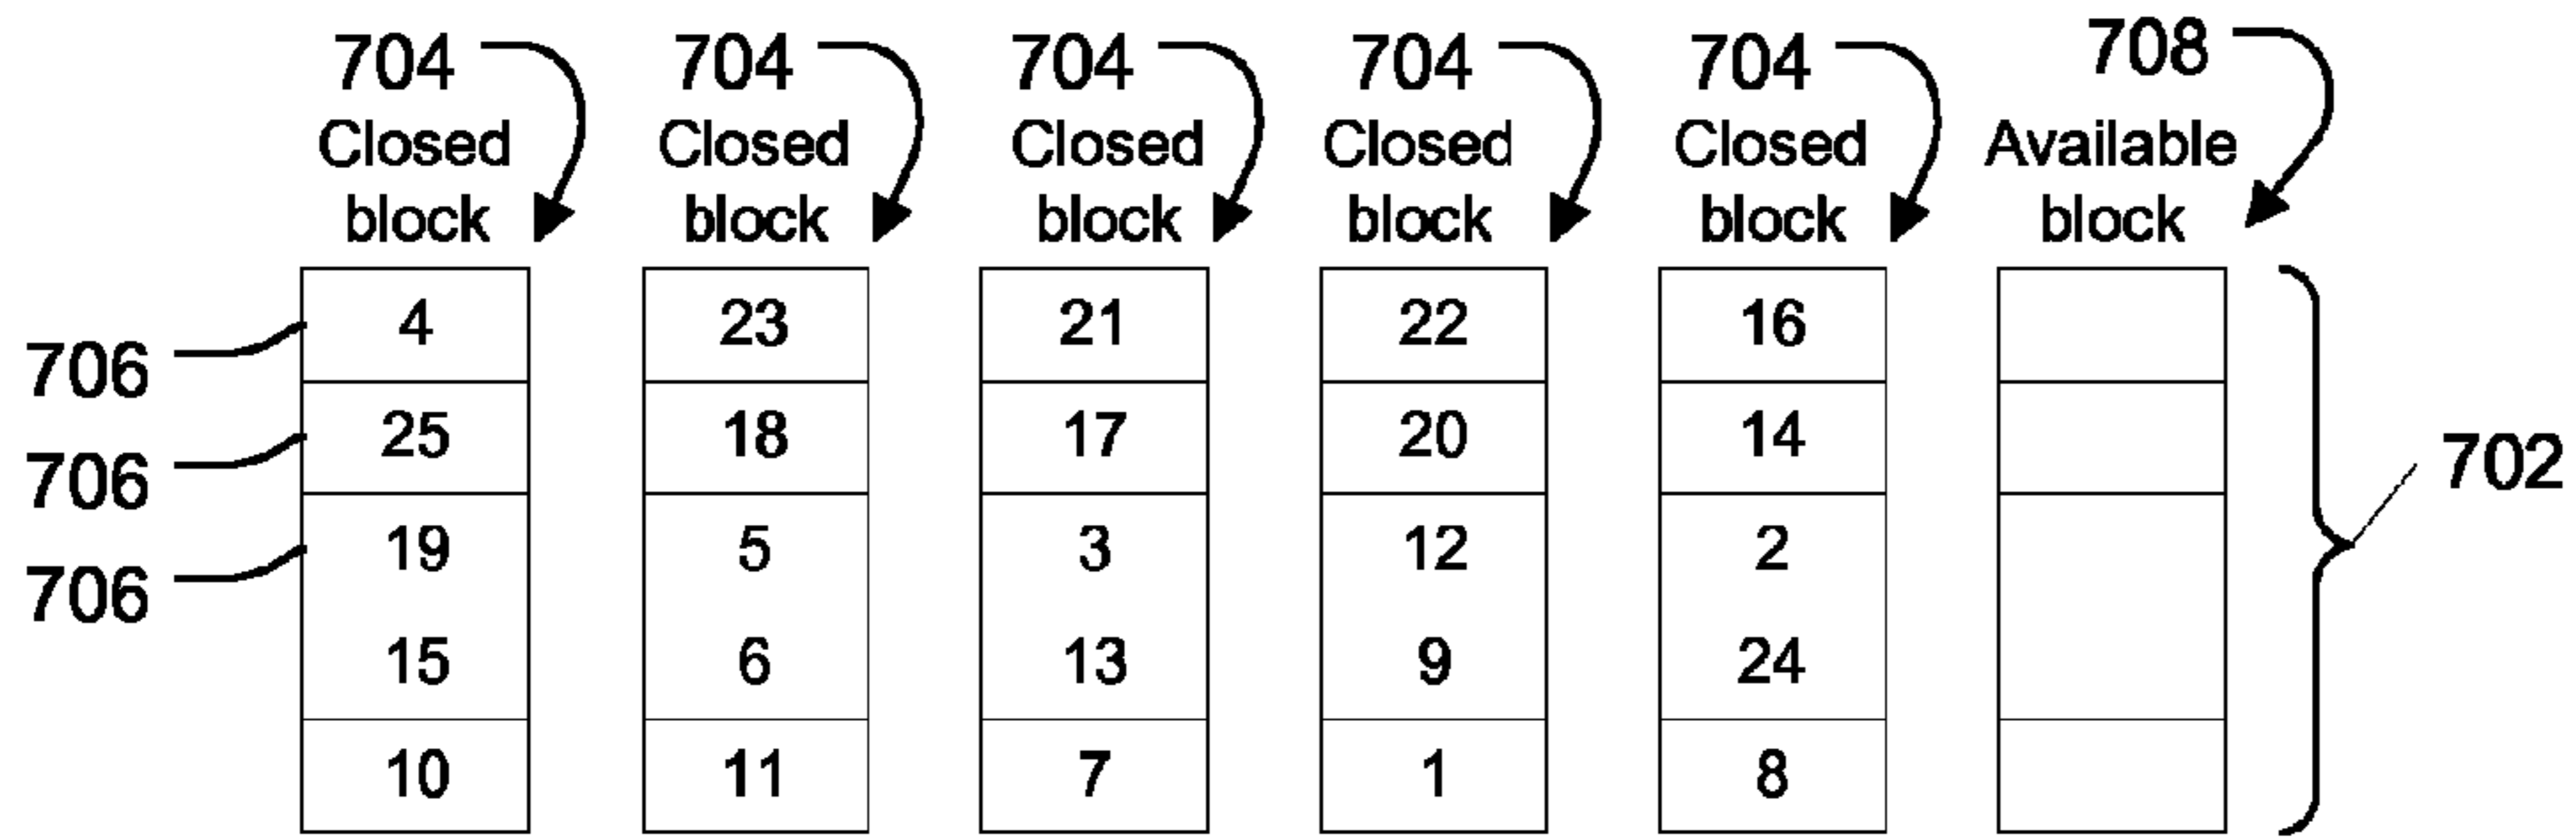 704 704 704 704 704 708
Closed Closed Closed Closed Closed Available
block block block block block block
4 23 21 22 16
706
25 18 17 20 14
706 702
19 5 3 12 2
706
15 6 13 9 24
10 11 7 1 8